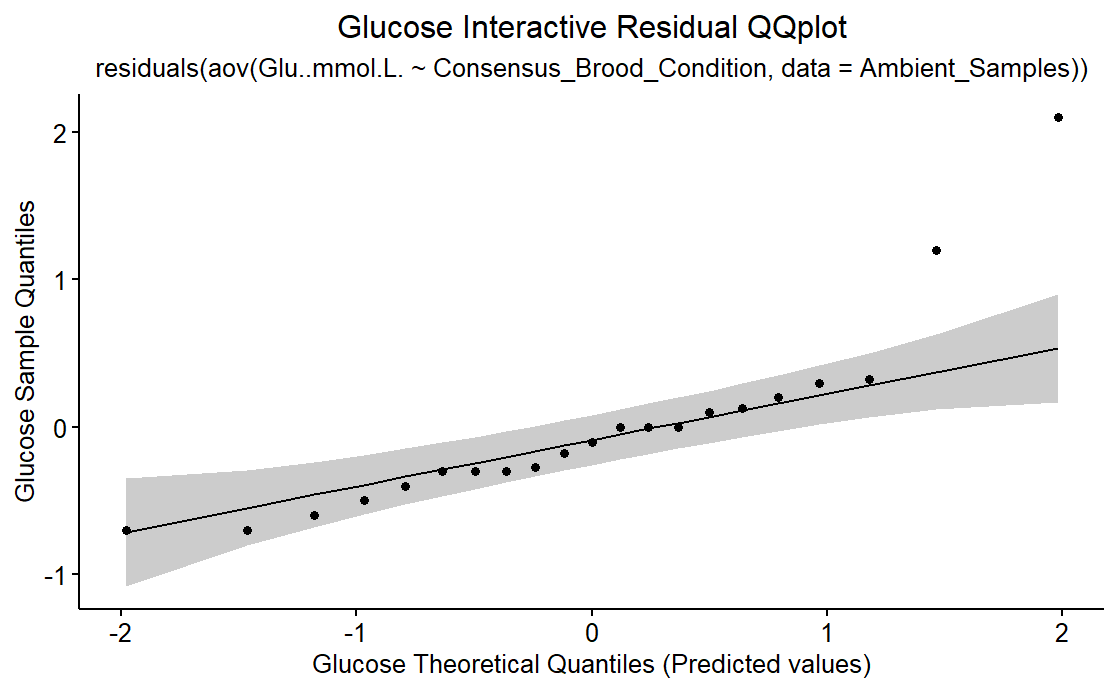 Glucose Interactive Residual QQplot
residuals(aov(Glu..mmol.L. ~ Consensus_Brood_Condition, data = Ambient_Samples))
Glucose Sample Quantiles
2
1
0
-1
-2
-1
0
1
2
Glucose Theoretical Quantiles (Predicted values)